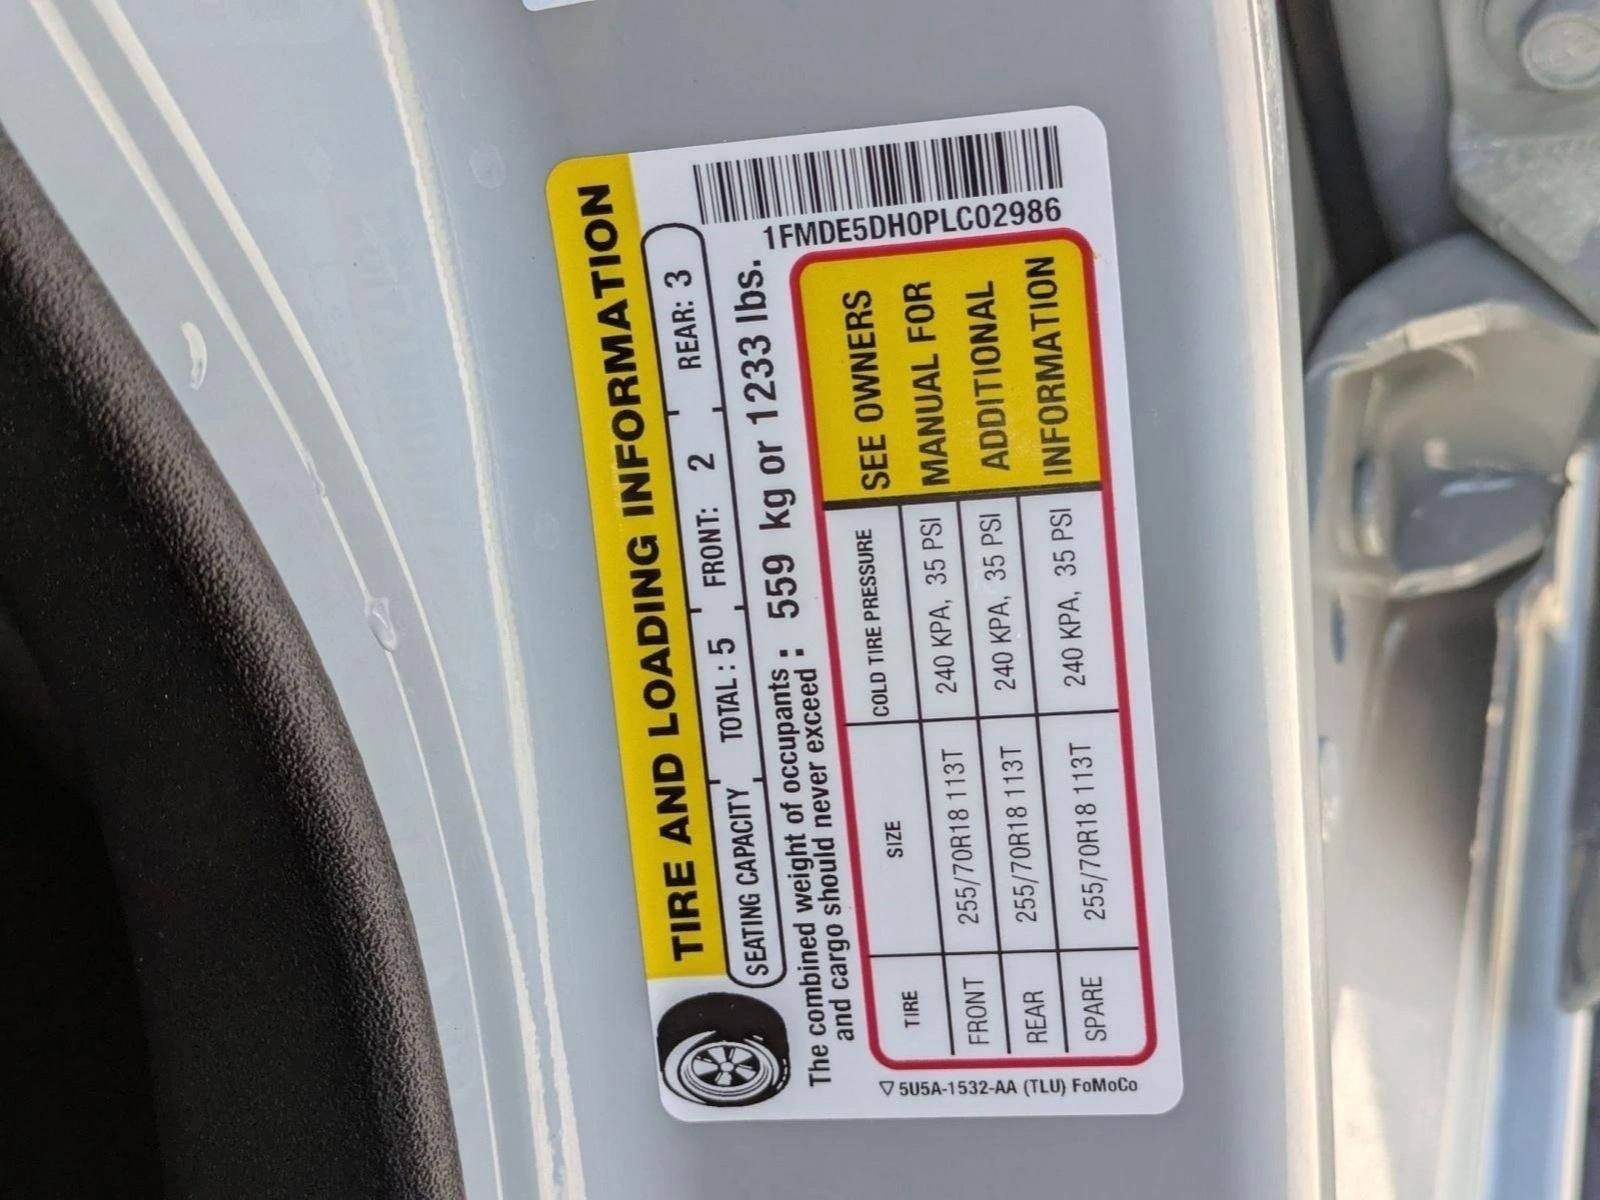 TIRE AND LOADING INFORMATION
SEATING CAPACITY TOTAL : 5 FRONT: 2 REAR: 3
The combined weight of occupants
and cargo should never exceed : 559 kg or 1233 lbs.
1FMDE5DH0PLC02986
TIRE SIZE COLD TIRE PRESSURE
FRONT 255/70R18 113T 240 KPA, 35 PSI
REAR 255/70R18 113T 240 KPA, 35 PSI
SPARE 255/70R18 113T 240 KPA, 35 PSI
SEE OWNERS
MANUAL FOR
ADDITIONAL
INFORMATION
5U5A-1532-AA (TLU) FoMoCo